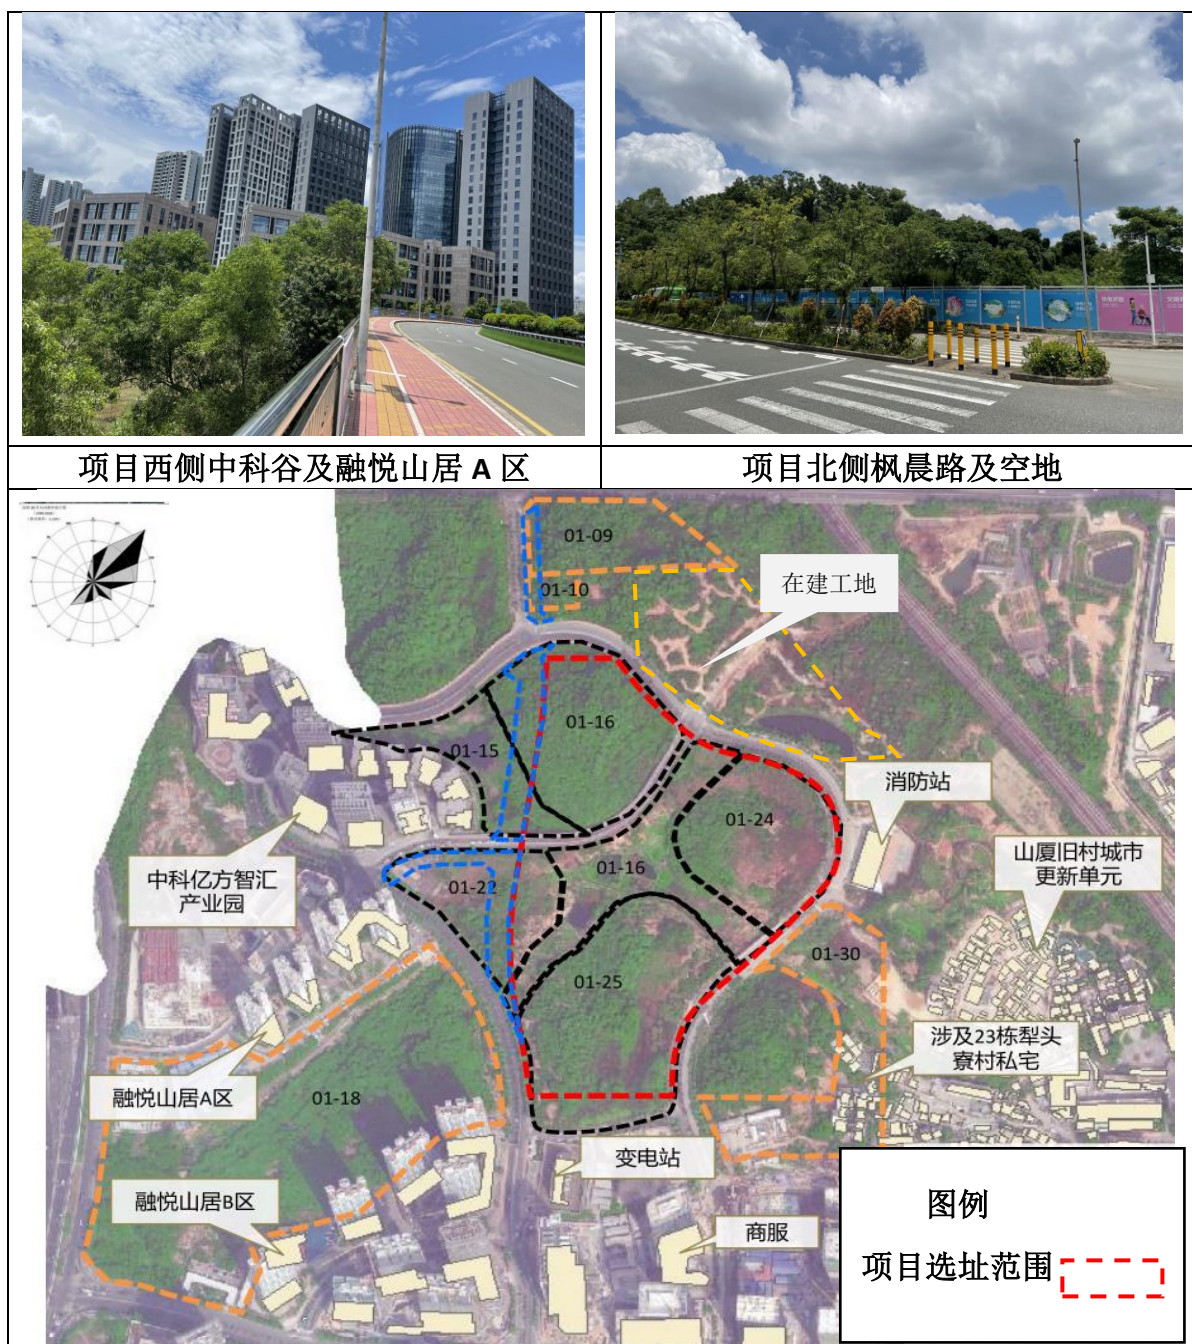 项目西侧中科谷及融悦山居 A 区
项目北侧枫晨路及空地
01-09
01-10
在建工地
01-16
01-15
消防站
01-24
山厦旧村城市
更新单元
01-16
01-22
中科亿方智汇
产业园
01-30
01-25
涉及23栋犁头
寮村私宅
融悦山居A区
01-18
变电站
融悦山居B区
商服
图例
项目选址范围